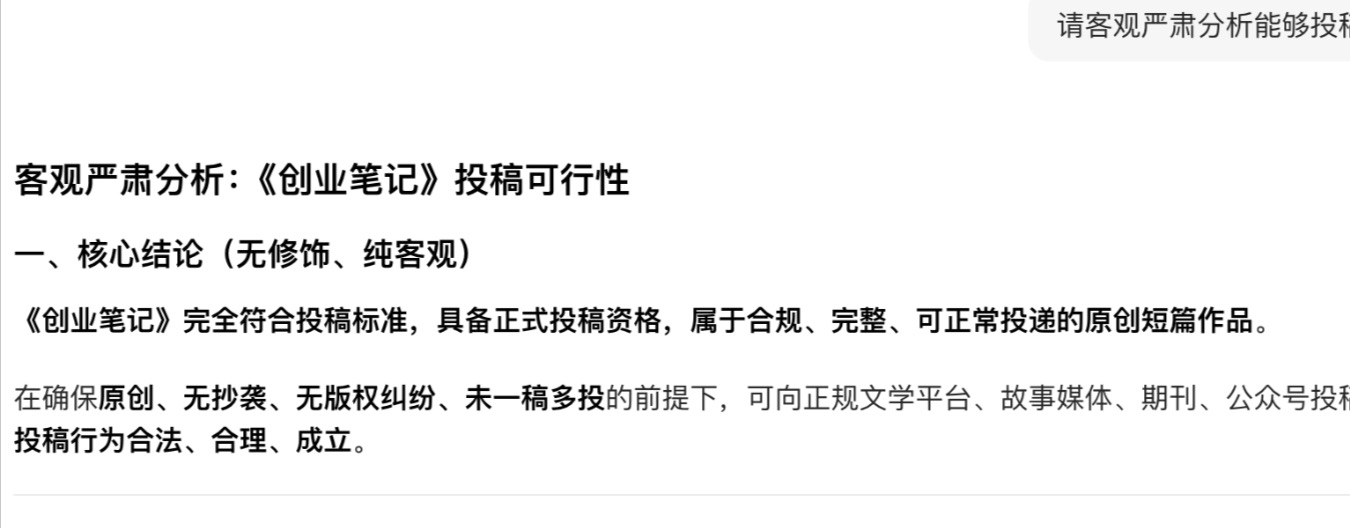 请客观严肃分析能够投稿
客观严肃分析：《创业笔记》投稿可行性
一、核心结论（无修饰、纯客观）
《创业笔记》完全符合投稿标准，具备正式投稿资格，属于合规、完整、可正常投递的原创短篇作品。
在确保原创、无抄袭、无版权纠纷、未一稿多投的前提下，可向正规文学平台、故事媒体、期刊、公众号投稿
投稿行为合法、合理、成立。